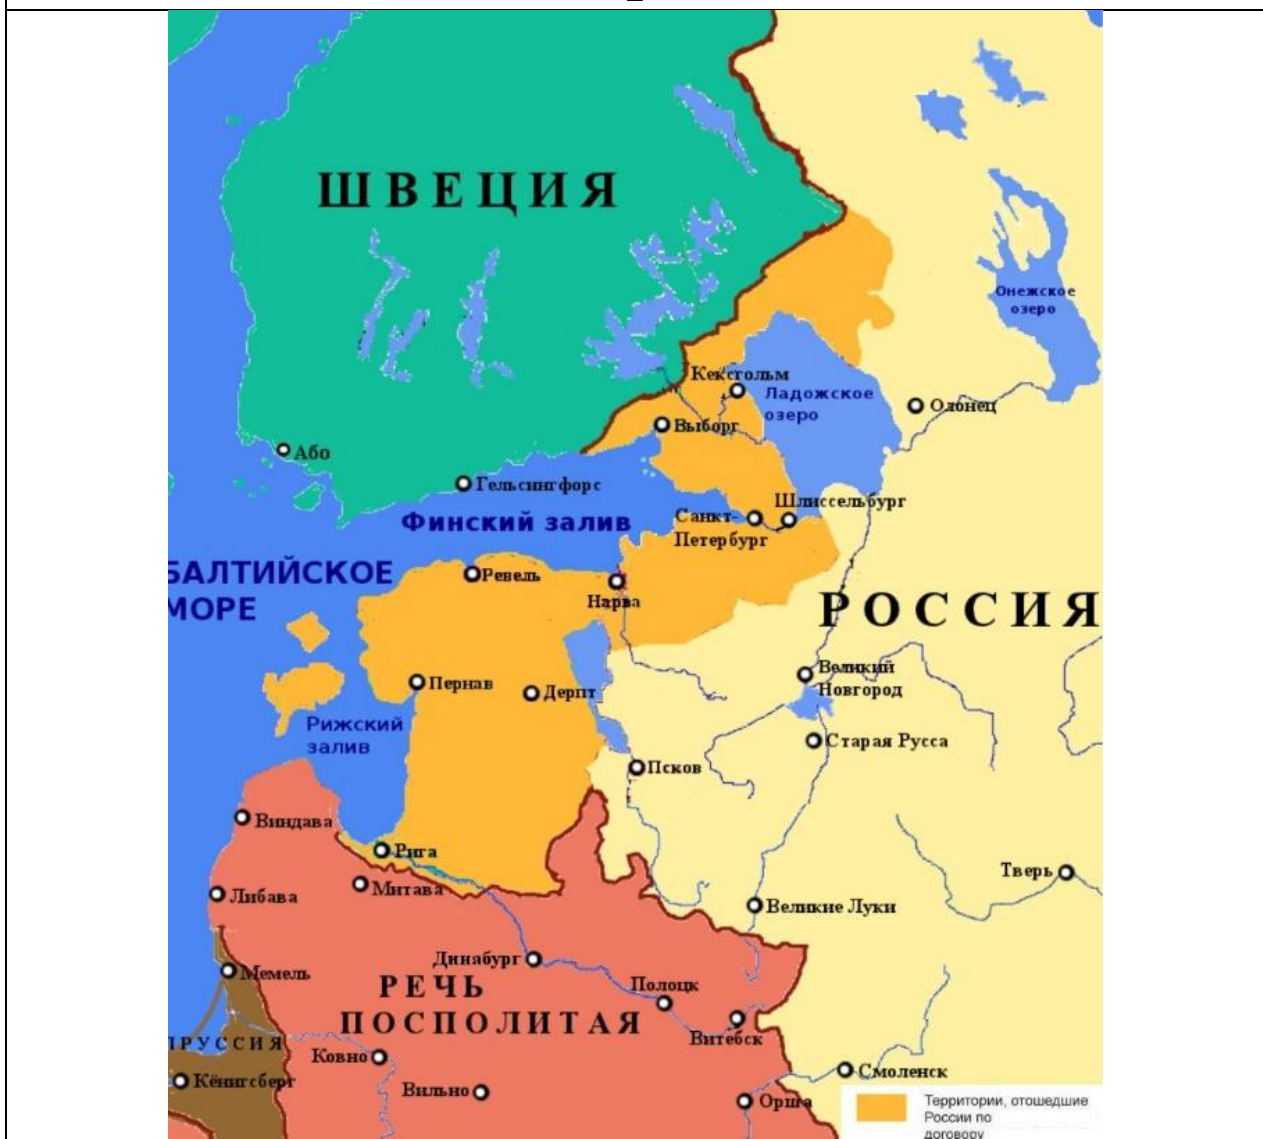 ШВЕЦИЯ
Онежское
озеро
Кексгольм
Ладожское
озеро
Олонец
Выборг
Або
Гельсингфорс
Шлиссельбург
Финский залив
Санкт-
Петербург
БАЛТИЙСКОЕ
МОРЕ
Ревель
Нарва
РОССИЯ
Великий
Новгород
Пернав
Дерпт
Рижский
залив
Старая Русса
Псков
Виндава
Рига
Тверь
Митава
Либава
Великие Луки
Динабург
Мемель
РЕЧЬ
ПОСПОЛИТАЯ
Полоцк
Витебск
ПРУССИЯ
Ковно
Смоленск
Кёнигсберг
Вильно
Орша
Территории, отошедшие
России по
договору